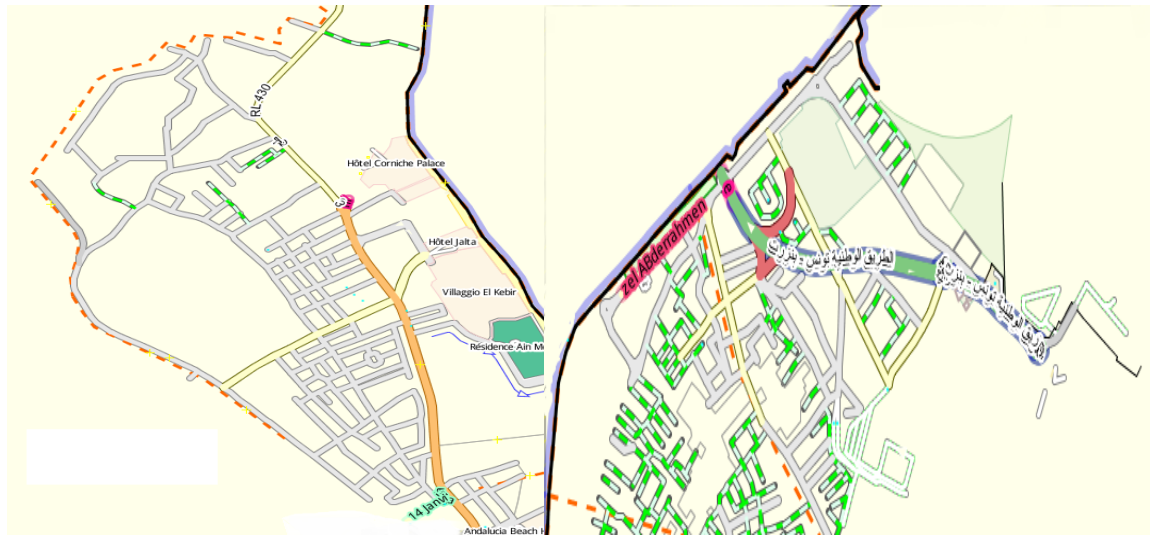 RL 430
Hôtel Corniche Palace
Hôtel Jalta
Villaggio El Kebir
Résidence Ain M
14 Janvi
Andalucia Beach H
zel ABderrahmen
الطريق الوطنية تونس - بنزرت
الطريق الوطنية تونس - بنزرت